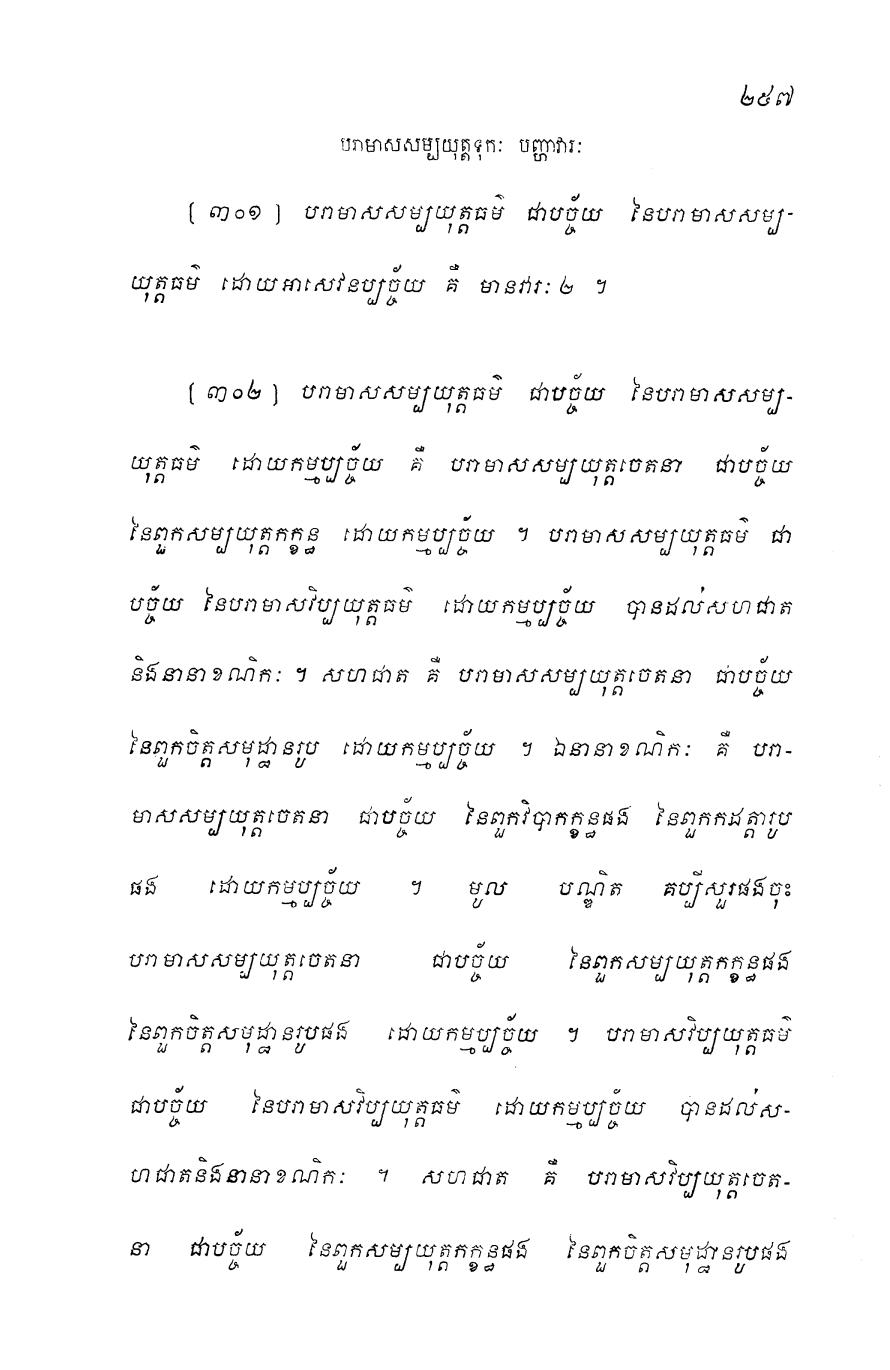 ២៥៧
បរាមាសសម្បយុត្តទុកៈ បញ្ហាវារៈ
[ ៣០១ ] បរាមាសសម្បយុត្តធម៌ ជាបច្ច័យ នៃបរាមាសសម្ប-
យុត្តធម៌ ដោយអាសេវនប្បច្ច័យ គឺ មានវារៈ ២ ។
[ ៣០២ ] បរាមាសសម្បយុត្តធម៌ ជាបច្ច័យ នៃបរាមាសសម្ប-
យុត្តធម៌ ដោយកម្មប្បច្ច័យ គឺ បរាមាសសម្បយុត្តចេតនា ជាបច្ច័យ
នៃពួកសម្បយុត្តកក្ខន្ធ ដោយកម្មប្បច្ច័យ ។ បរាមាសសម្បយុត្តធម៌ ជា
បច្ច័យ នៃបរាមាសវិប្បយុត្តធម៌ ដោយកម្មប្បច្ច័យ បានដល់សហជាត
និងនានាខណិកៈ ។ សហជាត គឺ បរាមាសសម្បយុត្តចេតនា ជាបច្ច័យ
នៃពួកចិត្តសមុដ្ឋានរូប ដោយកម្មប្បច្ច័យ ។ ឯនានាខណិកៈ គឺ បរា-
មាសសម្បយុត្តចេតនា ជាបច្ច័យ នៃពួកវិបាកក្ខន្ធផង នៃពួកកដត្តារូប
ផង ដោយកម្មប្បច្ច័យ ។ មូល បណ្ឌិត គប្បីសួរផងចុះ
បរាមាសសម្បយុត្តចេតនា ជាបច្ច័យ នៃពួកសម្បយុត្តកក្ខន្ធផង
នៃពួកចិត្តសមុដ្ឋានរូបផង ដោយកម្មប្បច្ច័យ ។ បរាមាសវិប្បយុត្តធម៌
ជាបច្ច័យ នៃបរាមាសវិប្បយុត្តធម៌ ដោយកម្មប្បច្ច័យ បានដល់ស-
ហជាតនិងនានាខណិកៈ ។ សហជាត គឺ បរាមាសវិប្បយុត្តចេត-
នា ជាបច្ច័យ នៃពួកសម្បយុត្តកក្ខន្ធផង នៃពួកចិត្តសមុដ្ឋានរូបផង